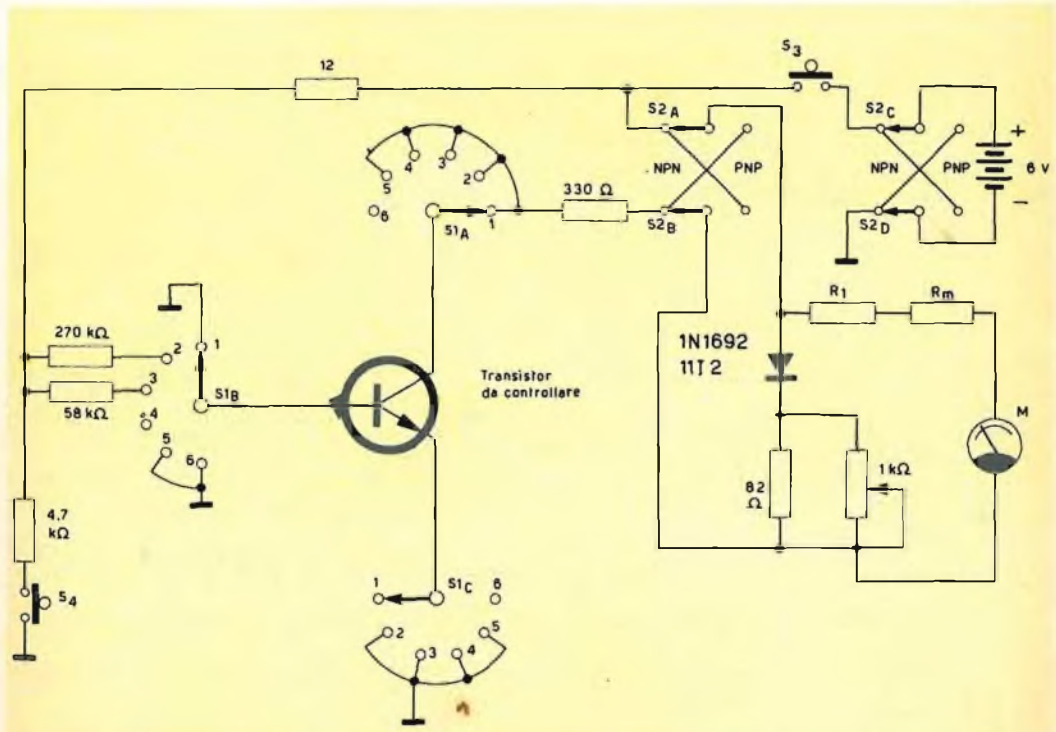 12
S3
S2A
S2C
+
NPN
PNP
NPN
PNP
6 V
–
S2B
S2D
5
4
3
2
6
1
S1A
330 Ω
R1
Rm
270 kΩ
2
1
3
58 kΩ
4
S1B
5
6
Transistor
da controllare
1N1692
11T2
M
82
Ω
1 kΩ
4,7
kΩ
S4
1
S1C
6
2
3
4
5